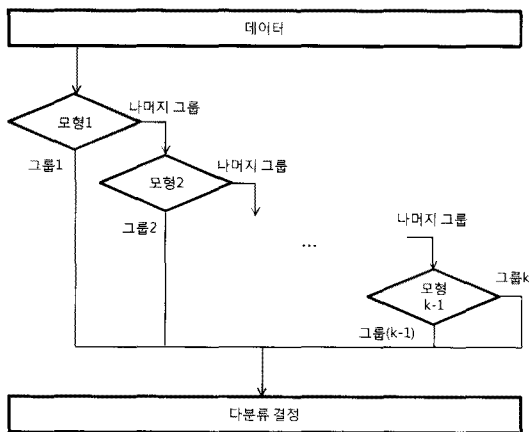 데이터
나머지 그룹
모형1
그룹1
나머지 그룹
모형2
그룹2
...
나머지 그룹
그룹k
모형
k-1
그룹(k-1)
다분류 결정